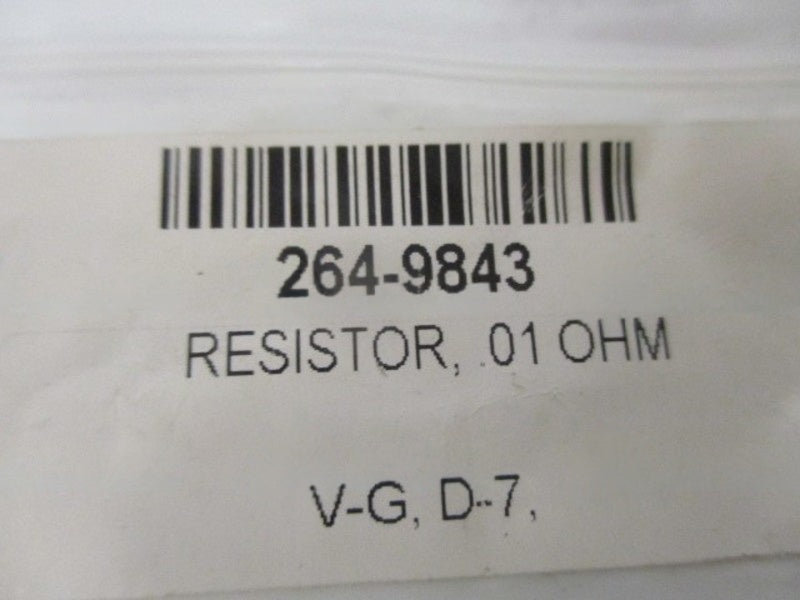 264-9843
RESISTOR, .01 OHM
V-G, D-7,